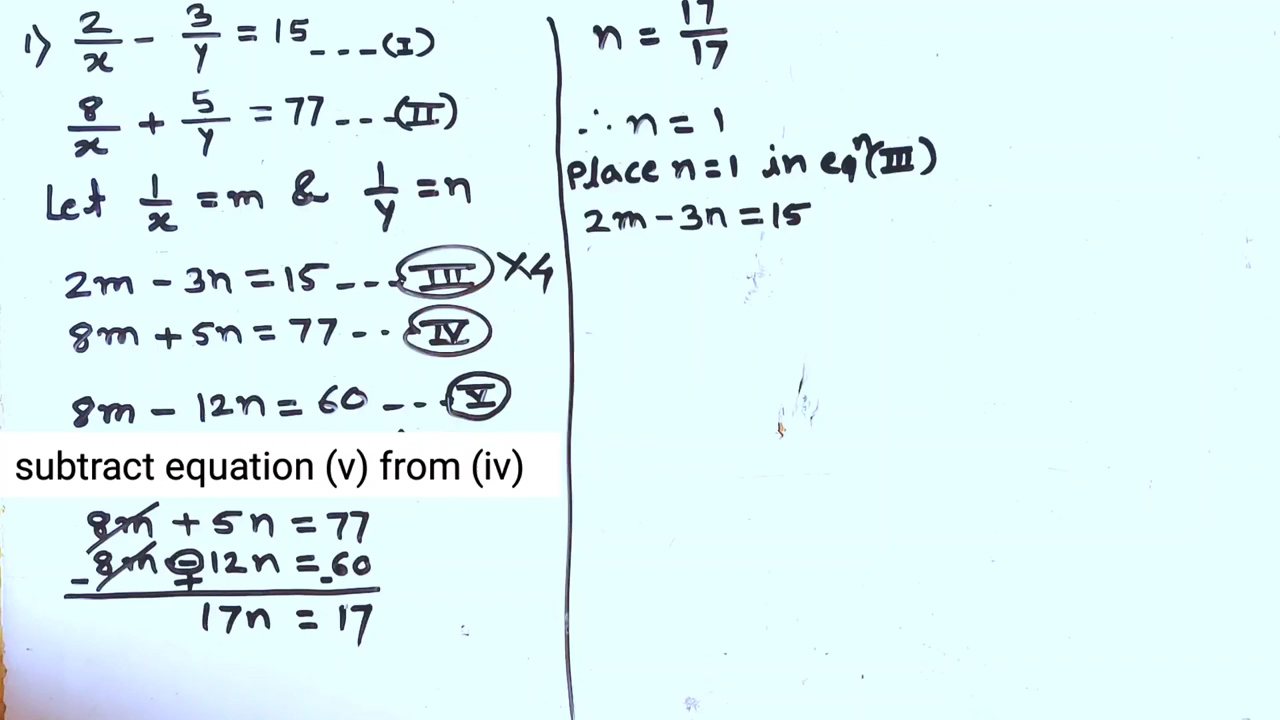 1) 2/x - 3/y = 15 ---(I)
8/x + 5/y = 77 ---(II)
Let 1/x = m & 1/y = n
2m - 3n = 15 --- III ×4
8m + 5n = 77 -- IV
8m - 12n = 60 --- V
subtract equation (v) from (iv)
8m + 5n = 77
- 8m - + 12n = - 60
17n = 17
n = 17/17
∴ n = 1
Place n=1 in eqn (III)
2m - 3n = 15